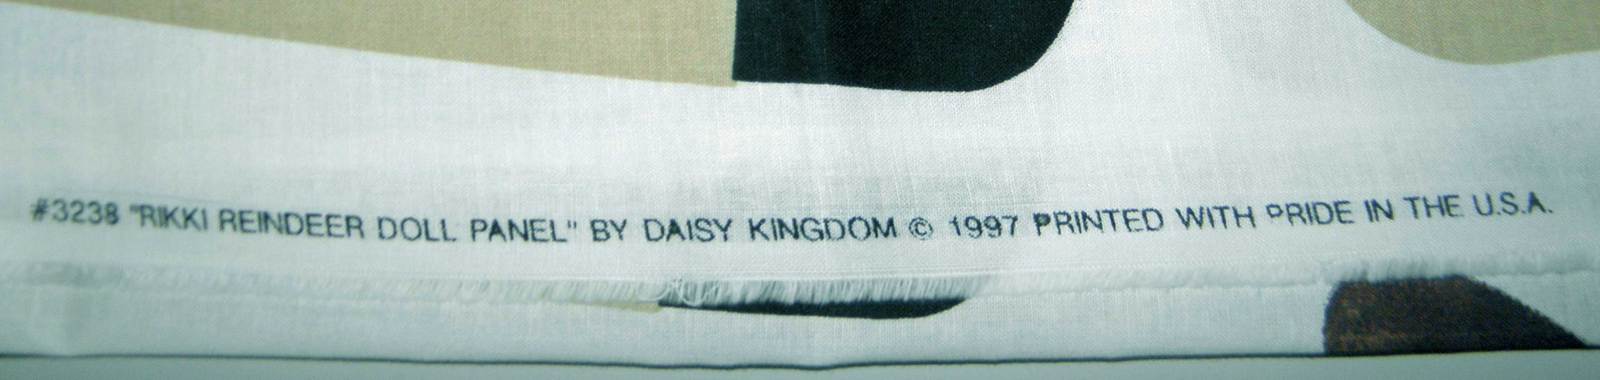 #3238 "RIKKI REINDEER DOLL PANEL" BY DAISY KINGDOM © 1997 PRINTED WITH PRIDE IN THE U.S.A.